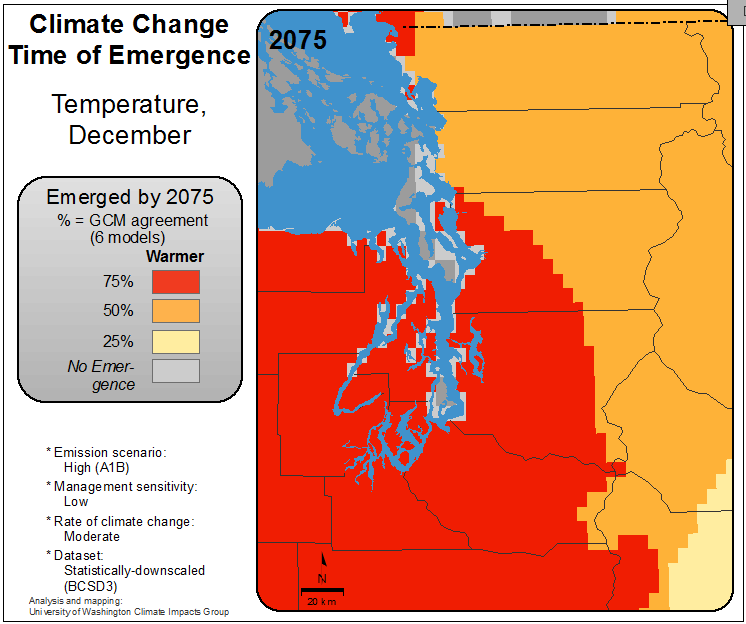 Climate Change
Time of Emergence
Temperature,
December
Emerged by 2075
% = GCM agreement
(6 models)
Warmer
75%
50%
25%
No Emer-
gence
* Emission scenario:
High (A1B)
* Management sensitivity:
Low
* Rate of climate change:
Moderate
* Dataset:
Statistically-downscaled
(BCSD3)
Analysis and mapping:
University of Washington Climate Impacts Group
2075
N
20 km